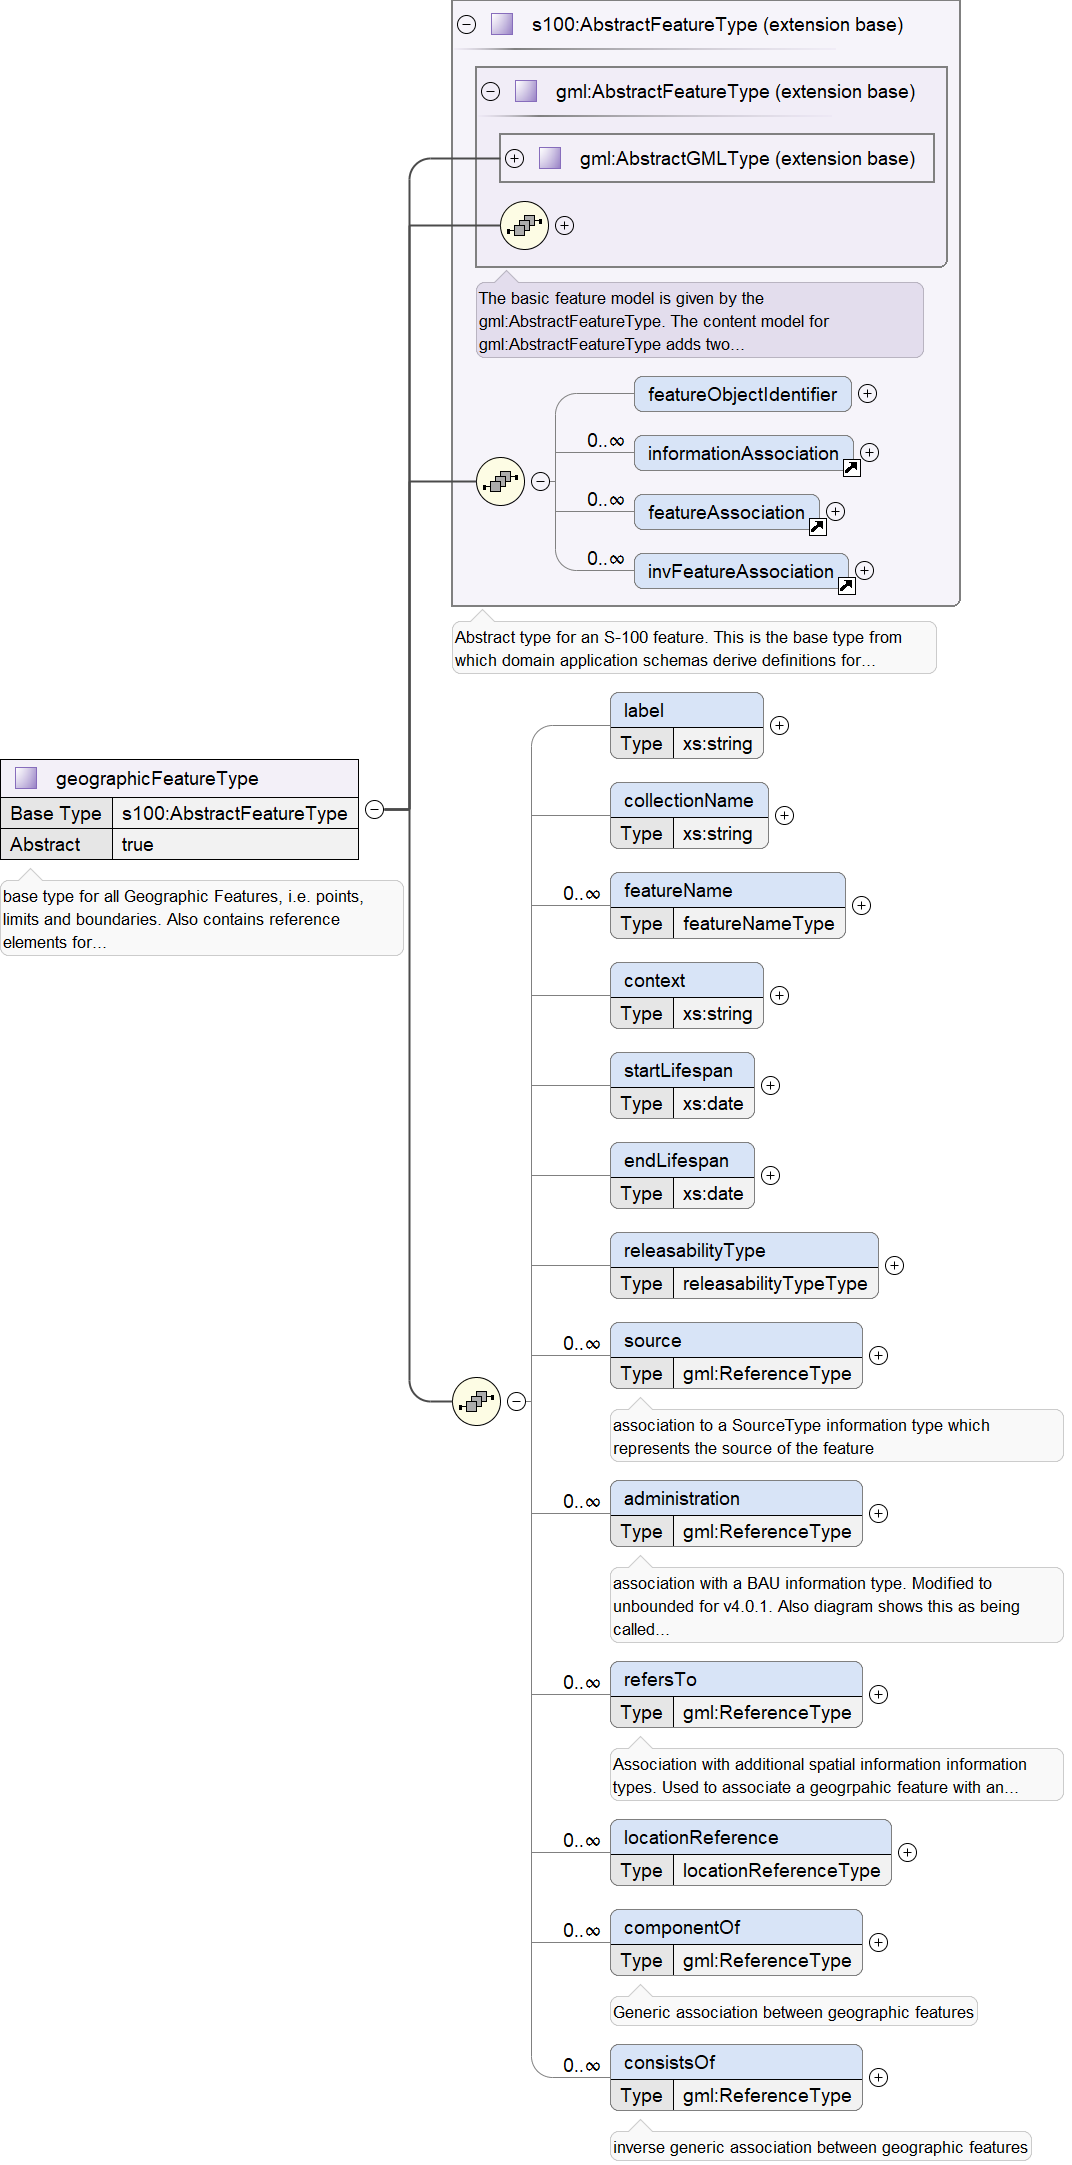 s100:AbstractFeatureType (extension base)
gml:AbstractFeatureType (extension base)
gml:AbstractGMLType (extension base)
The basic feature model is given by the
gml:AbstractFeatureType. The content model for
gml:AbstractFeatureType adds two...
featureObjectIdentifier
0..∞
informationAssociation
0..∞
featureAssociation
0..∞
invFeatureAssociation
Abstract type for an S-100 feature. This is the base type from
which domain application schemas derive definitions for...
geographicFeatureType
Base Type s100:AbstractFeatureType
Abstract true
base type for all Geographic Features, i.e. points,
limits and boundaries. Also contains reference
elements for...
label
Type xs:string
collectionName
Type xs:string
0..∞ featureName
Type featureNameType
context
Type xs:string
startLifespan
Type xs:date
endLifespan
Type xs:date
releasabilityType
Type releasabilityTypeType
0..∞ source
Type gml:ReferenceType
association to a SourceType information type which
represents the source of the feature
0..∞ administration
Type gml:ReferenceType
association with a BAU information type. Modified to
unbounded for v4.0.1. Also diagram shows this as being
called...
0..∞ refersTo
Type gml:ReferenceType
Association with additional spatial information information
types. Used to associate a geogrpahic feature with an...
0..∞ locationReference
Type locationReferenceType
0..∞ componentOf
Type gml:ReferenceType
Generic association between geographic features
0..∞ consistsOf
Type gml:ReferenceType
inverse generic association between geographic features